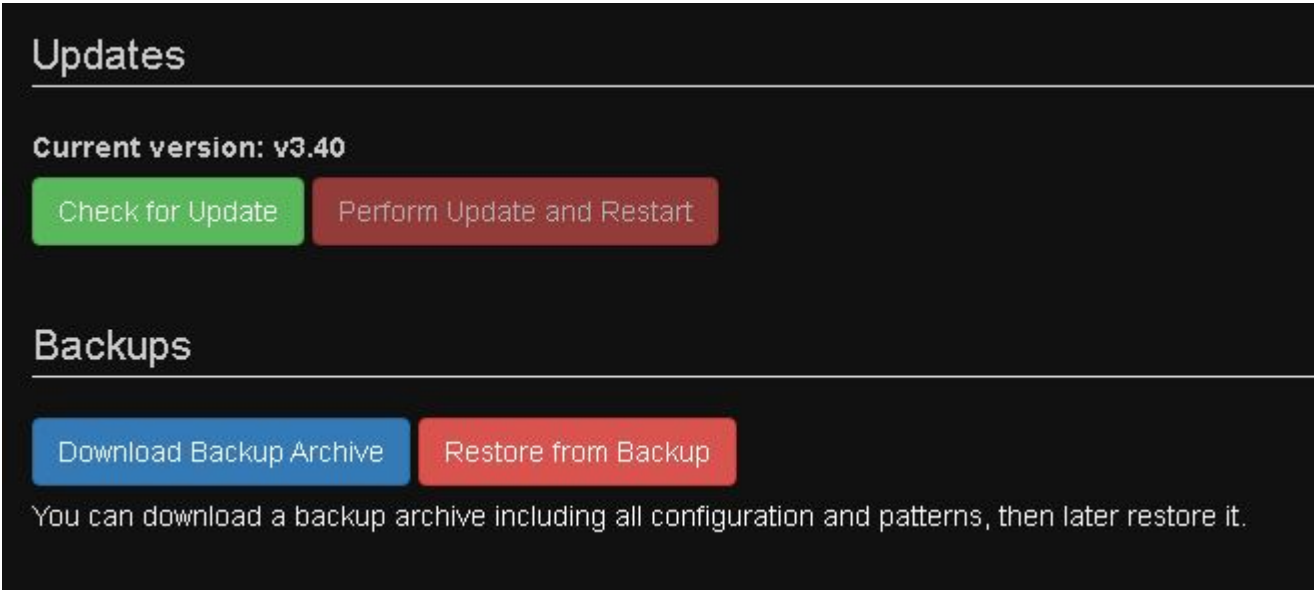 Updates
Current version: v3.40
Check for Update Perform Update and Restart
Backups
Download Backup Archive Restore from Backup
You can download a backup archive including all configuration and patterns, then later restore it.